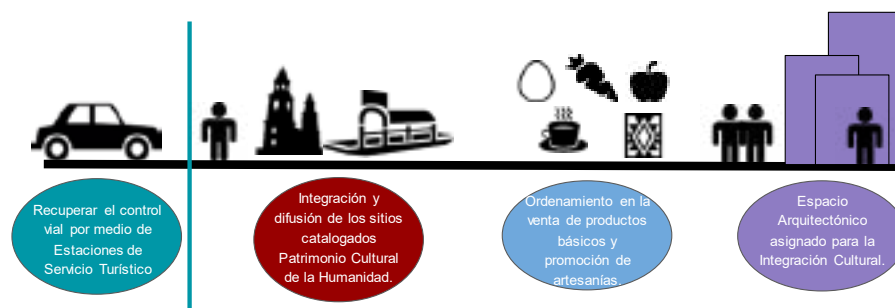 Recuperar el control
vial por medio de
Estaciones de
Servicio Turístico
Integración y
difusión de los sitios
catalogados
Patrimonio Cultural
de la Humanidad.
Ordenamiento en la
venta de productos
básicos y
promoción de
artesanías.
Espacio
Arquitectónico
asignado para la
Integración Cultural.